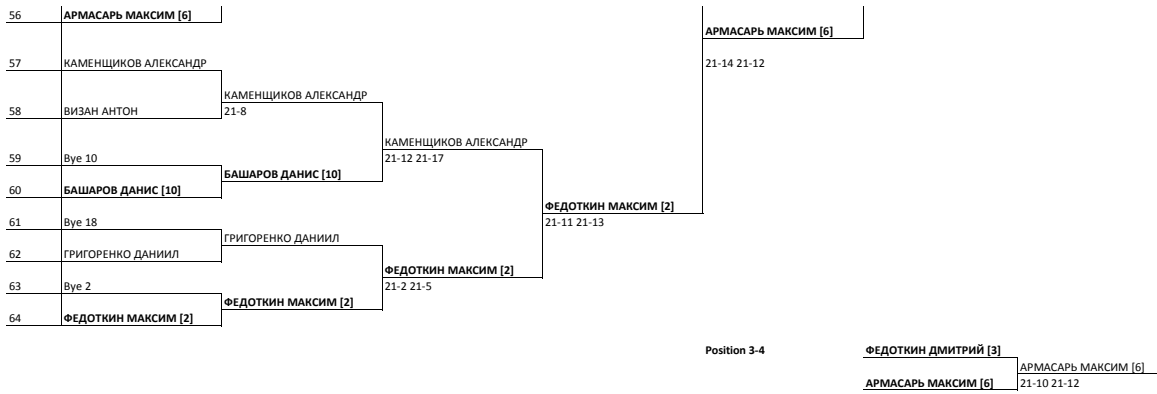 56 АРМАСАРЬ МАКСИМ [6]
АРМАСАРЬ МАКСИМ [6]
57 КАМЕНЩИКОВ АЛЕКСАНДР 21-14 21-12
КАМЕНЩИКОВ АЛЕКСАНДР
58 ВИЗАН АНТОН 21-8
КАМЕНЩИКОВ АЛЕКСАНДР
59 Bye 10 21-12 21-17
БАШАРОВ ДАНИС [10]
60 БАШАРОВ ДАНИС [10]
ФЕДОТКИН МАКСИМ [2]
61 Bye 18 21-11 21-13
ГРИГОРЕНКО ДАНИИЛ
62 ГРИГОРЕНКО ДАНИИЛ
ФЕДОТКИН МАКСИМ [2]
63 Bye 2 21-2 21-5
ФЕДОТКИН МАКСИМ [2]
64 ФЕДОТКИН МАКСИМ [2]
Position 3-4 ФЕДОТКИН ДМИТРИЙ [3]
АРМАСАРЬ МАКСИМ [6]
АРМАСАРЬ МАКСИМ [6] 21-10 21-12